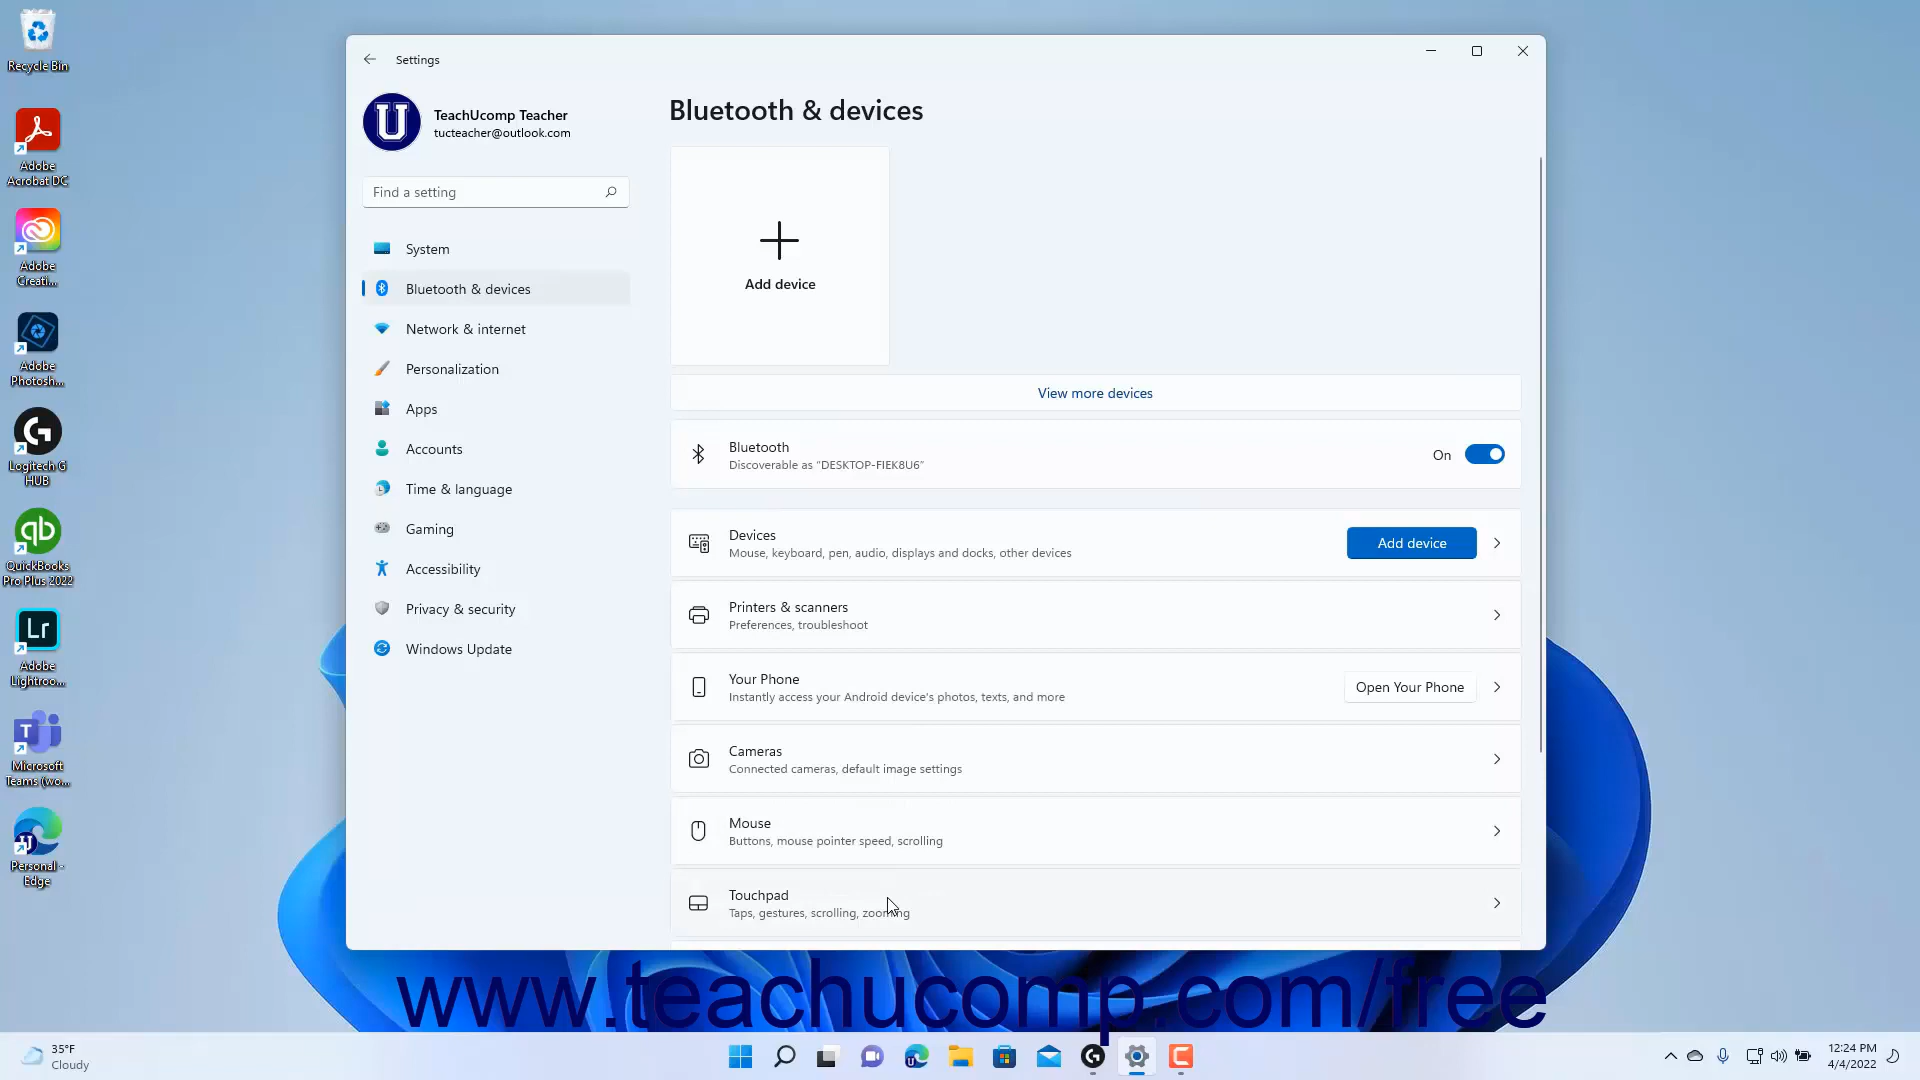 Recycle Bin
Adobe
Acrobat DC
Adobe
Creati...
Adobe
Photosh...
Logitech G
HUB
QuickBooks
Pro Plus 2022
Lr
Adobe
Lightroo...
Microsoft
Teams (wo...
Personal -
Edge
Settings
TeachUcomp Teacher
tucteacher@outlook.com
Find a setting
System
Bluetooth & devices
Network & internet
Personalization
Apps
Accounts
Time & language
Gaming
Accessibility
Privacy & security
Windows Update
Bluetooth & devices
Add device
View more devices
Bluetooth
Discoverable as "DESKTOP-FIEK8U6"
On
Devices
Mouse, keyboard, pen, audio, displays and docks, other devices
Add device
Printers & scanners
Preferences, troubleshoot
Your Phone
Instantly access your Android device's photos, texts, and more
Open Your Phone
Cameras
Connected cameras, default image settings
Mouse
Buttons, mouse pointer speed, scrolling
Touchpad
Taps, gestures, scrolling, zooming
www.teachucomp.com/free
35°F
Cloudy
12:24 PM
4/4/2022